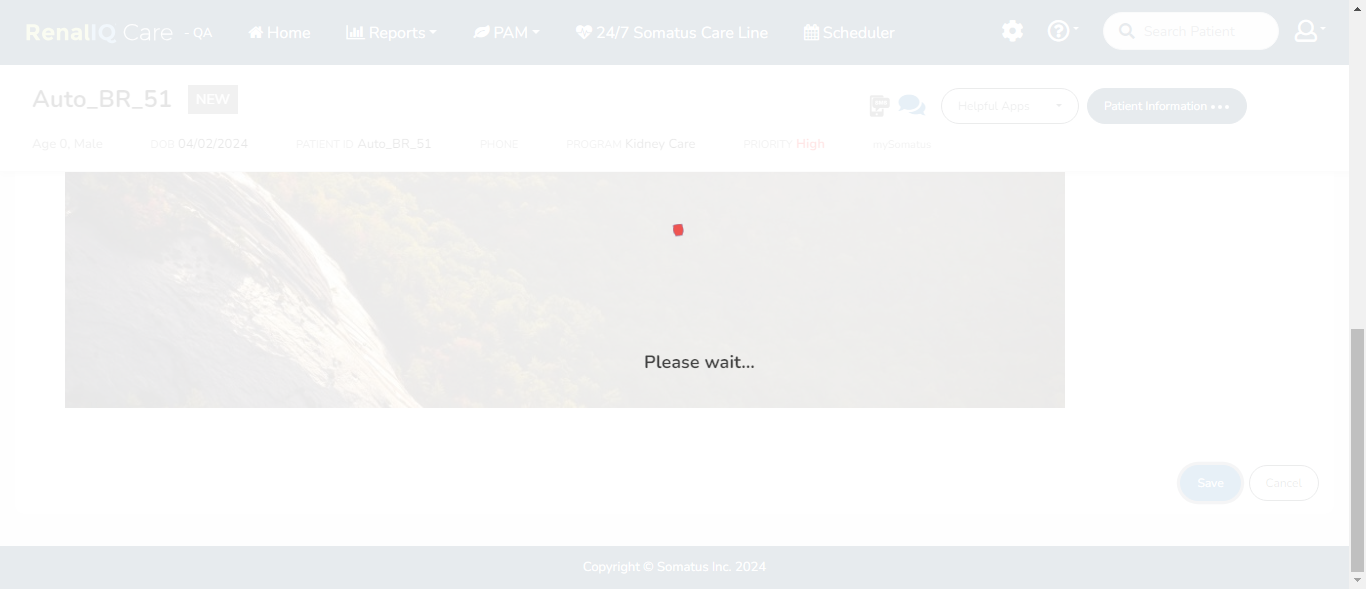 RenalIQ Care - QA Home Reports PAM 24/7 Somatus Care Line Scheduler Search Patient
Auto_BR_51 NEW Helpful Apps Patient Information
Age 0, Male DOB 04/02/2024 PATIENT ID Auto_BR_51 PHONE PROGRAM Kidney Care PRIORITY High mySomatus
Please wait...
Save Cancel
Copyright © Somatus Inc. 2024